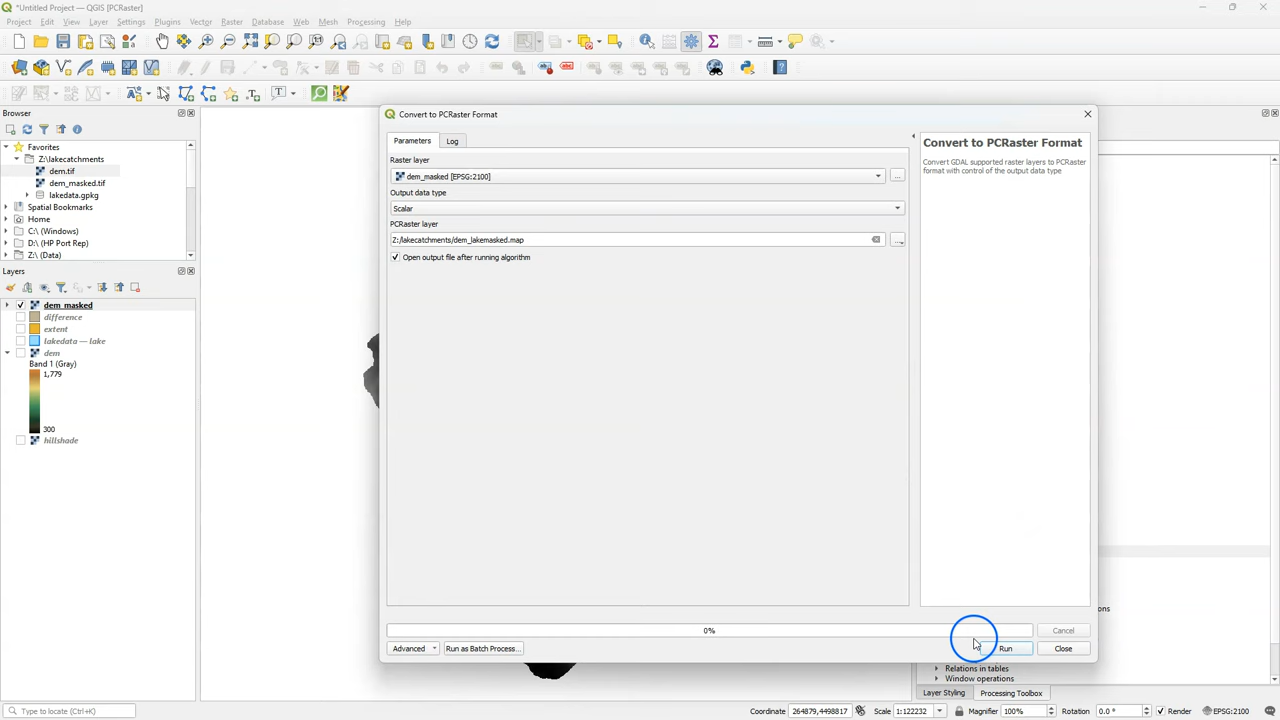 *Untitled Project — QGIS [PCRaster]
Project Edit View Layer Settings Plugins Vector Raster Database Web Mesh Processing Help
Browser
Favorites
Z:\lakecatchments
dem.tif
dem_masked.tif
lakedata.gpkg
Spatial Bookmarks
Home
C:\ (Windows)
D:\ (HP Port Rep)
Z:\ (Data)
Layers
dem_masked
difference
extent
lakedata — lake
dem
Band 1 (Gray)
1,779
300
hillshade
Convert to PCRaster Format
Parameters Log
Raster layer
dem_masked [EPSG:2100]
...
Output data type
Scalar
PCRaster layer
Z:/lakecatchments/dem_lakemasked.map
...
Open output file after running algorithm
Convert to PCRaster Format
Convert GDAL supported raster layers to PCRaster
format with control of the output data type
0%
Cancel
Advanced Run as Batch Process... Run Close
ons
Relations in tables
Window operations
Layer Styling Processing Toolbox
Type to locate (Ctrl+K) Coordinate 264879,4498817 Scale 1:122232 Magnifier 100% Rotation 0.0 ° Render EPSG:2100